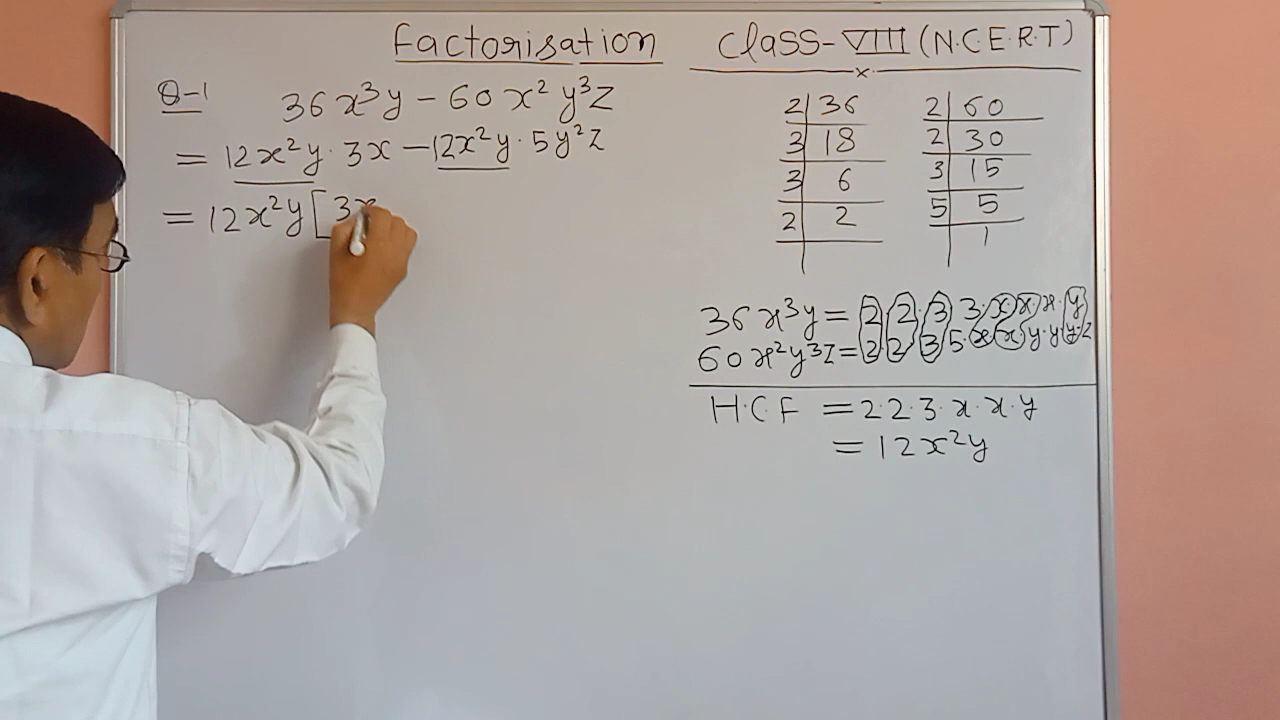 Factorisation
Class-VIII (N.C.E.R.T)
Q-1 36x³y - 60x²y³z
= 12x²y·3x - 12x²y·5y²z
= 12x²y[3x
2 36
3 18
3 6
2 2
2 60
2 30
3 15
5 5
1
36x³y = 2 2·3 3·x·x·x·y
60x²y³z = 2 2 3 5·x·x y·y·y·z
H.C.F = 2·2·3·x·x·y
= 12x²y